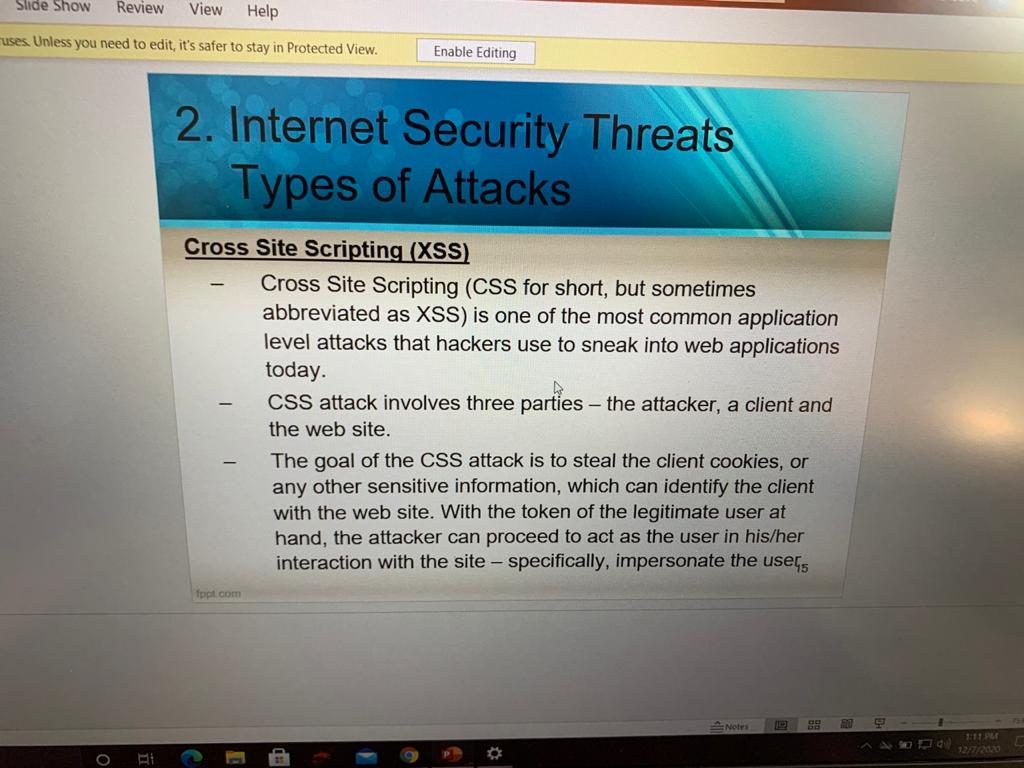 Slide Show Review View Help
ruses. Unless you need to edit, it's safer to stay in Protected View. Enable Editing
2. Internet Security Threats
Types of Attacks
Cross Site Scripting (XSS)
– Cross Site Scripting (CSS for short, but sometimes
abbreviated as XSS) is one of the most common application
level attacks that hackers use to sneak into web applications
today.
– CSS attack involves three parties – the attacker, a client and
the web site.
– The goal of the CSS attack is to steal the client cookies, or
any other sensitive information, which can identify the client
with the web site. With the token of the legitimate user at
hand, the attacker can proceed to act as the user in his/her
interaction with the site – specifically, impersonate the user.
15
fppt.com
Notes
1:11 PM
12/7/2020